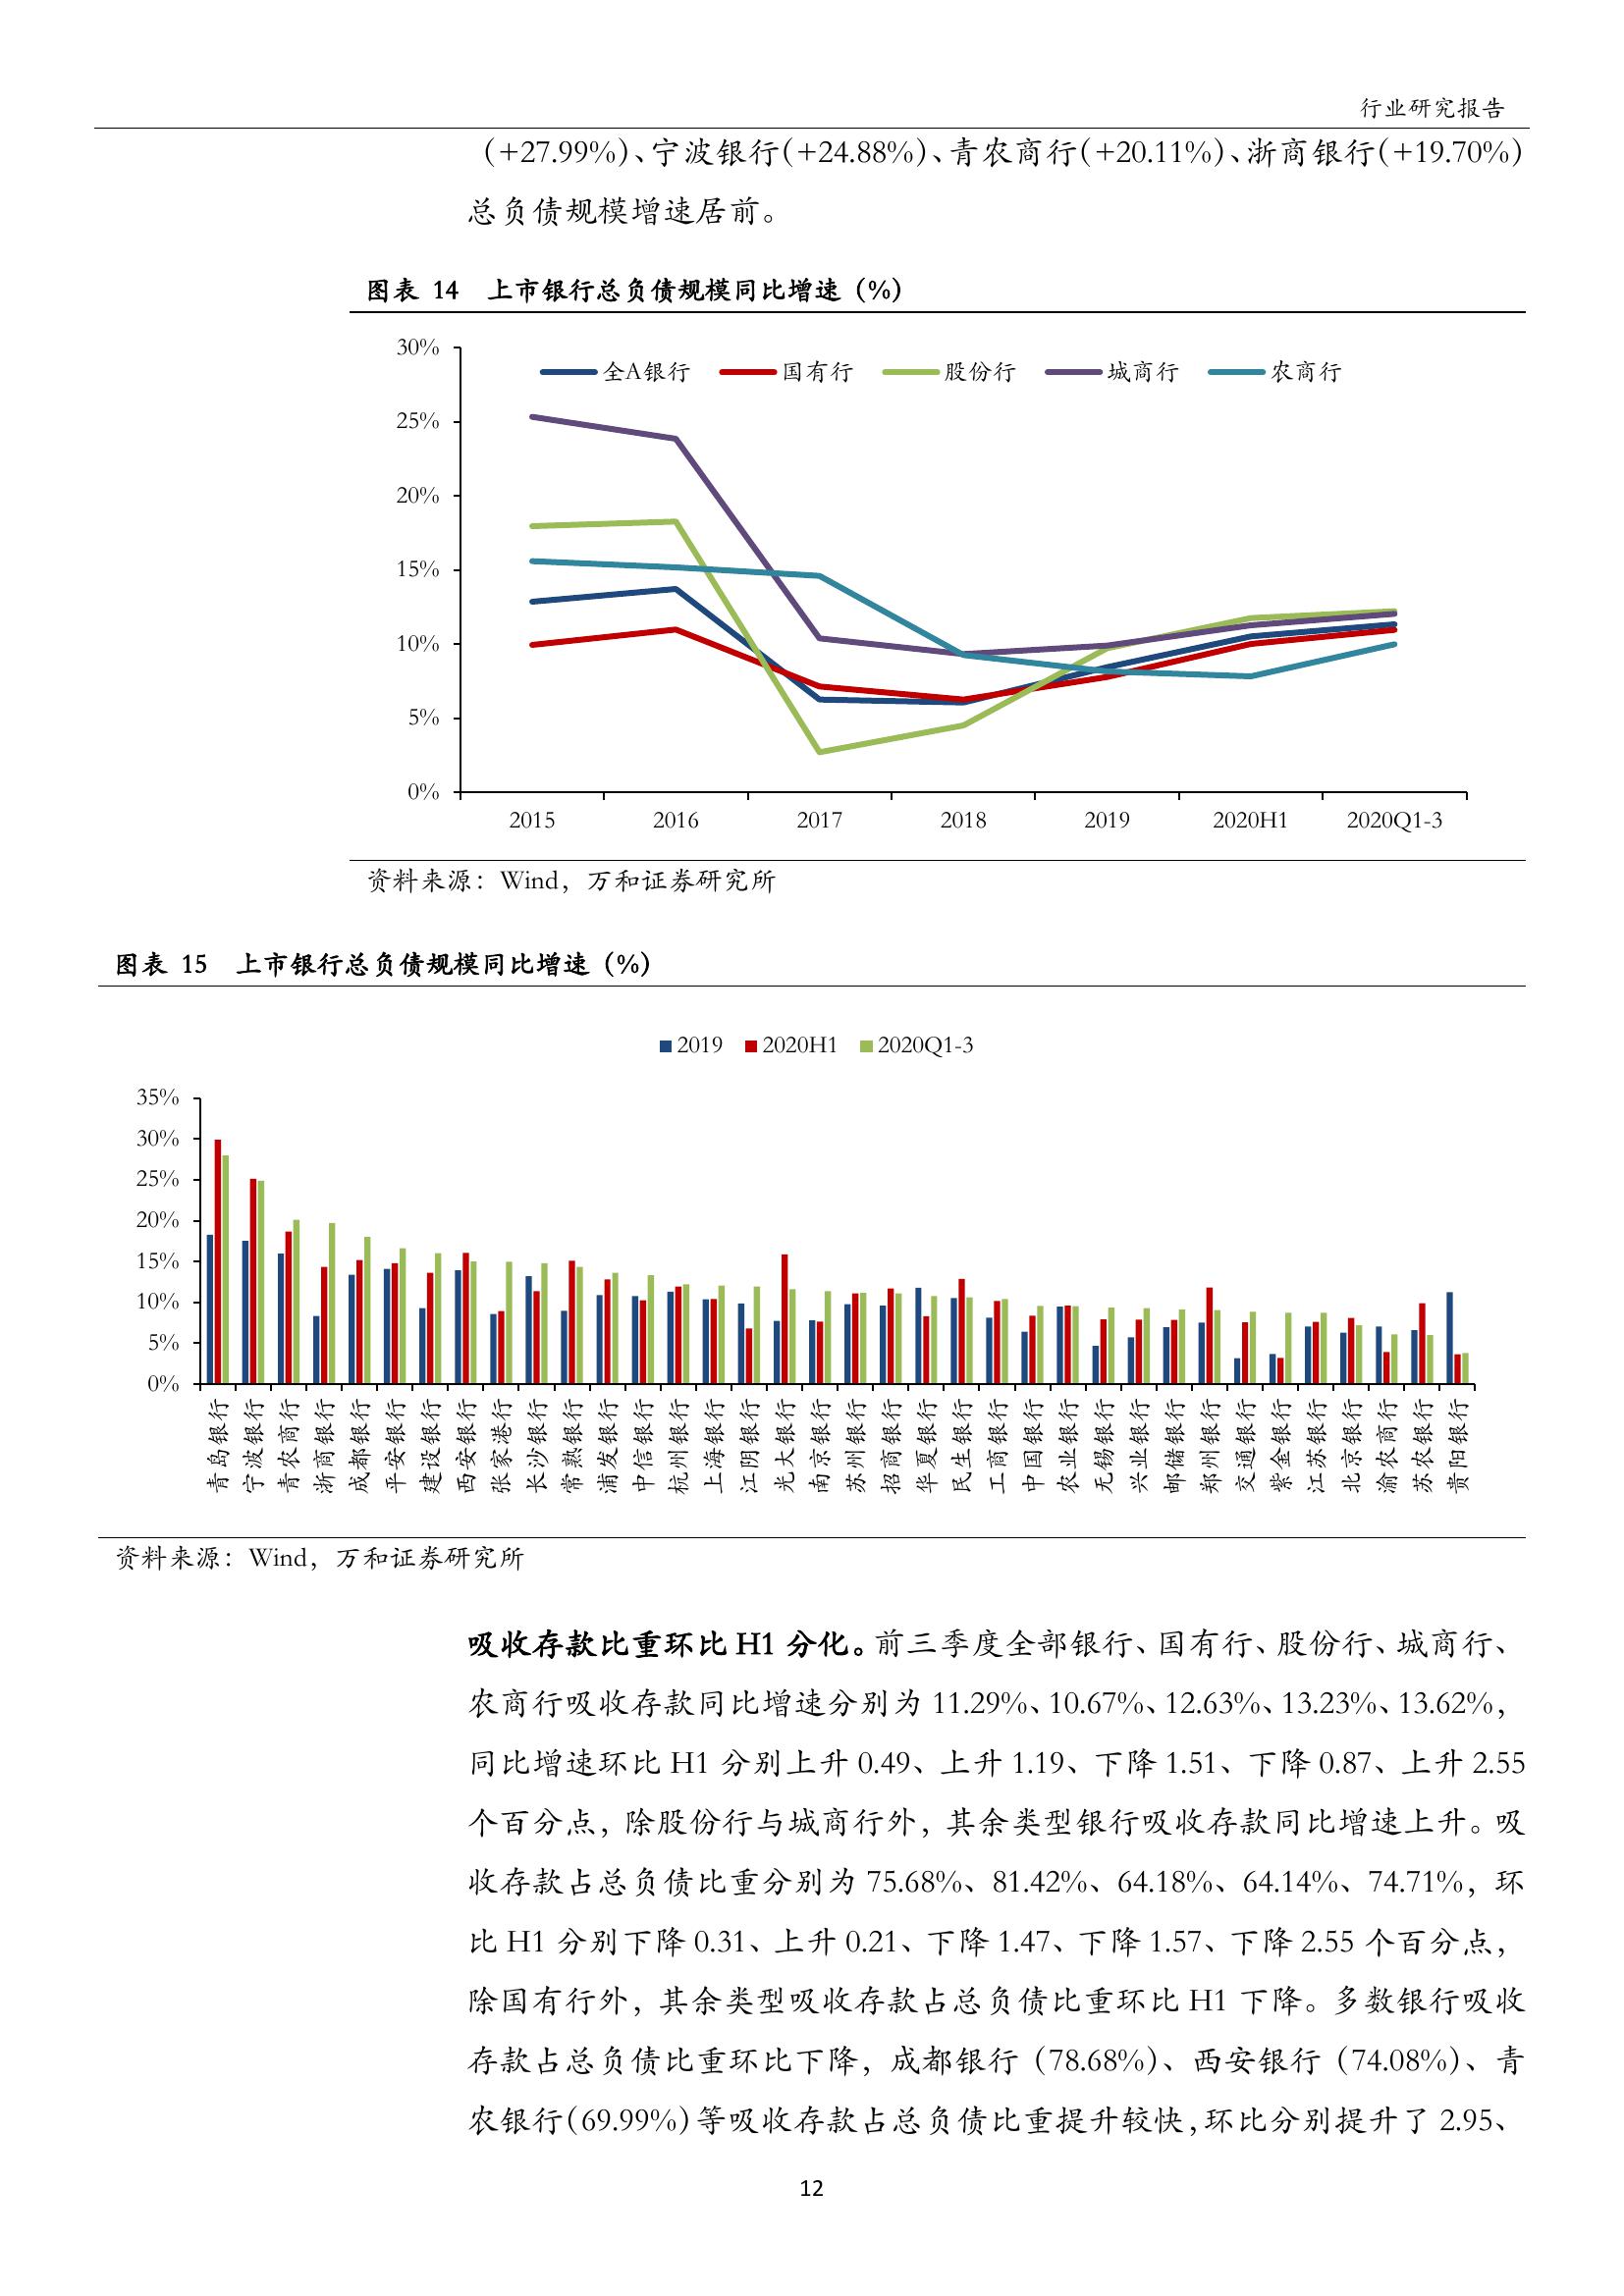 行业研究报告
（+27.99%）、宁波银行（+24.88%）、青农商行（+20.11%）、浙商银行（+19.70%）
总负债规模增速居前。
图表 14 上市银行总负债规模同比增速（%）
30%
全A银行 国有行 股份行 城商行 农商行
25%
20%
15%
10%
5%
0%
2015 2016 2017 2018 2019 2020H1 2020Q1-3
资料来源：Wind，万和证券研究所
图表 15 上市银行总负债规模同比增速（%）
2019 2020H1 2020Q1-3
35%
30%
25%
20%
15%
10%
5%
0%
青岛银行 宁波银行 青农商行 浙商银行 成都银行 平安银行 建设银行 西安银行 张家港行 长沙银行 常熟银行 浦发银行 中信银行 杭州银行 上海银行 江阴银行 光大银行 南京银行 苏州银行 招商银行 华夏银行 民生银行 工商银行 中国银行 农业银行 无锡银行 兴业银行 邮储银行 郑州银行 交通银行 紫金银行 江苏银行 北京银行 渝农商行 苏农银行 贵阳银行
资料来源：Wind，万和证券研究所
吸收存款比重环比 H1 分化。前三季度全部银行、国有行、股份行、城商行、
农商行吸收存款同比增速分别为 11.29%、10.67%、12.63%、13.23%、13.62%，
同比增速环比 H1 分别上升 0.49、上升 1.19、下降 1.51、下降 0.87、上升 2.55
个百分点，除股份行与城商行外，其余类型银行吸收存款同比增速上升。吸
收存款占总负债比重分别为 75.68%、81.42%、64.18%、64.14%、74.71%，环
比 H1 分别下降 0.31、上升 0.21、下降 1.47、下降 1.57、下降 2.55 个百分点，
除国有行外，其余类型吸收存款占总负债比重环比 H1 下降。多数银行吸收
存款占总负债比重环比下降，成都银行（78.68%）、西安银行（74.08%）、青
农银行（69.99%）等吸收存款占总负债比重提升较快，环比分别提升了 2.95、
12